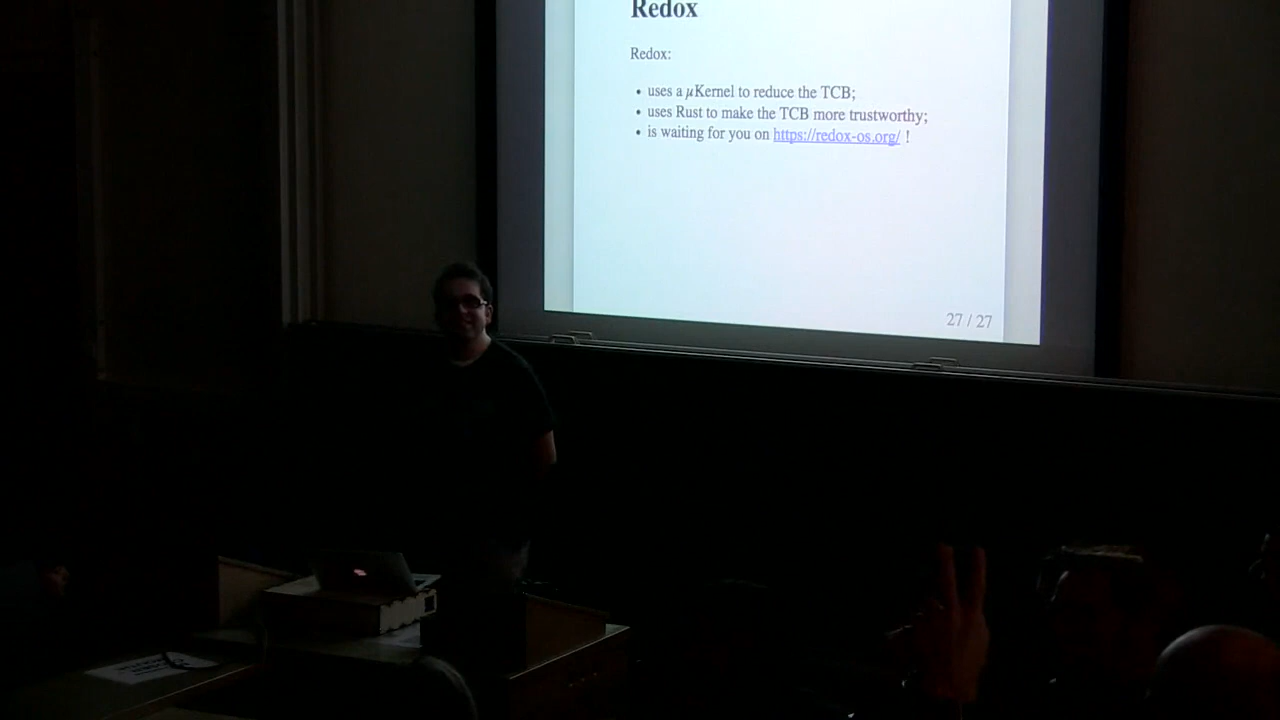 Redox
Redox:
• uses a μKernel to reduce the TCB;
• uses Rust to make the TCB more trustworthy;
• is waiting for you on https://redox-os.org/ !
27 / 27